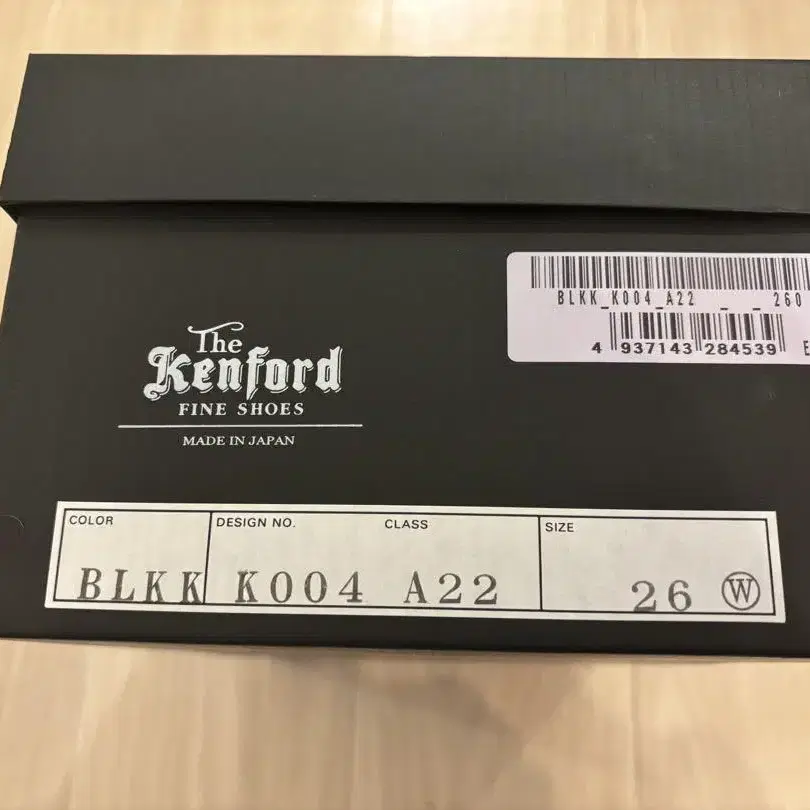 BLKK_K004_A22 _ _ 260
4 937143 284539 E
The
Kenford
FINE SHOES
MADE IN JAPAN
COLOR DESIGN NO. CLASS SIZE
BLKK K004 A22 26 W